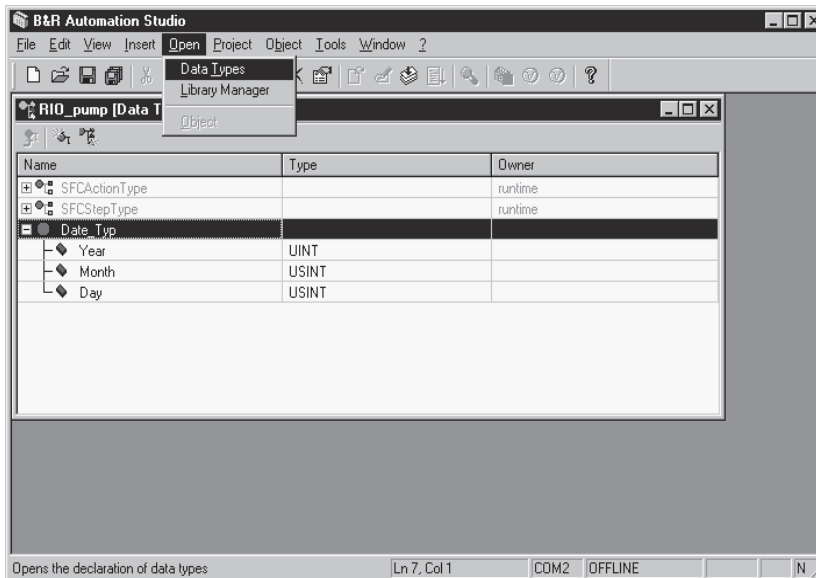 B&R Automation Studio
File Edit View Insert Open Project Object Tools Window ?
Data Types
Library Manager
Object
RIO_pump [Data T
Name Type Owner
SFCActionType runtime
SFCStepType runtime
Date_Typ
Year UINT
Month USINT
Day USINT
Opens the declaration of data types Ln 7, Col 1 COM2 OFFLINE N